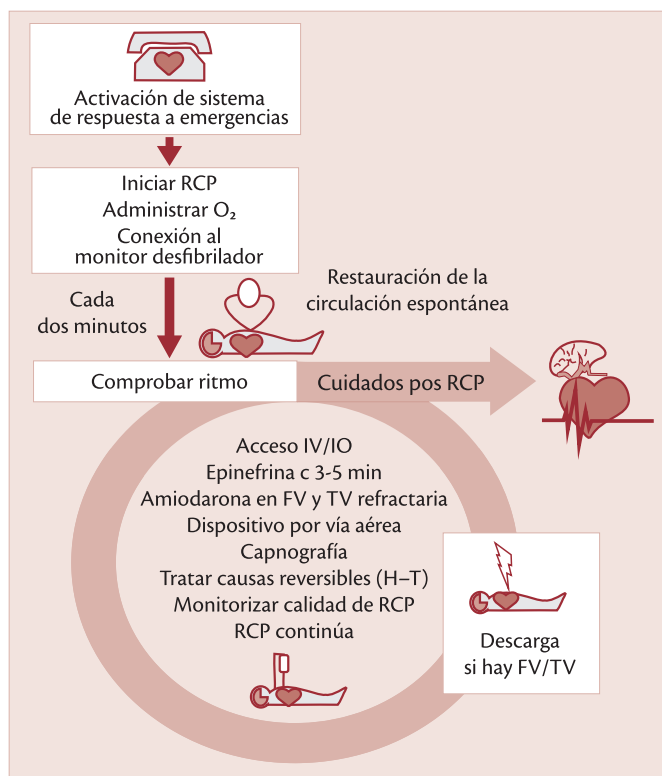 Activación de sistema
de respuesta a emergencias
Iniciar RCP
Administrar O₂
Conexión al
monitor desfibrilador
Cada
dos minutos
Restauración de la
circulación espontánea
Comprobar ritmo
Cuidados pos RCP
Acceso IV/IO
Epinefrina c 3-5 min
Amiodarona en FV y TV refractaria
Dispositivo por vía aérea
Capnografía
Tratar causas reversibles (H–T)
Monitorizar calidad de RCP
RCP continúa
Descarga
si hay FV/TV